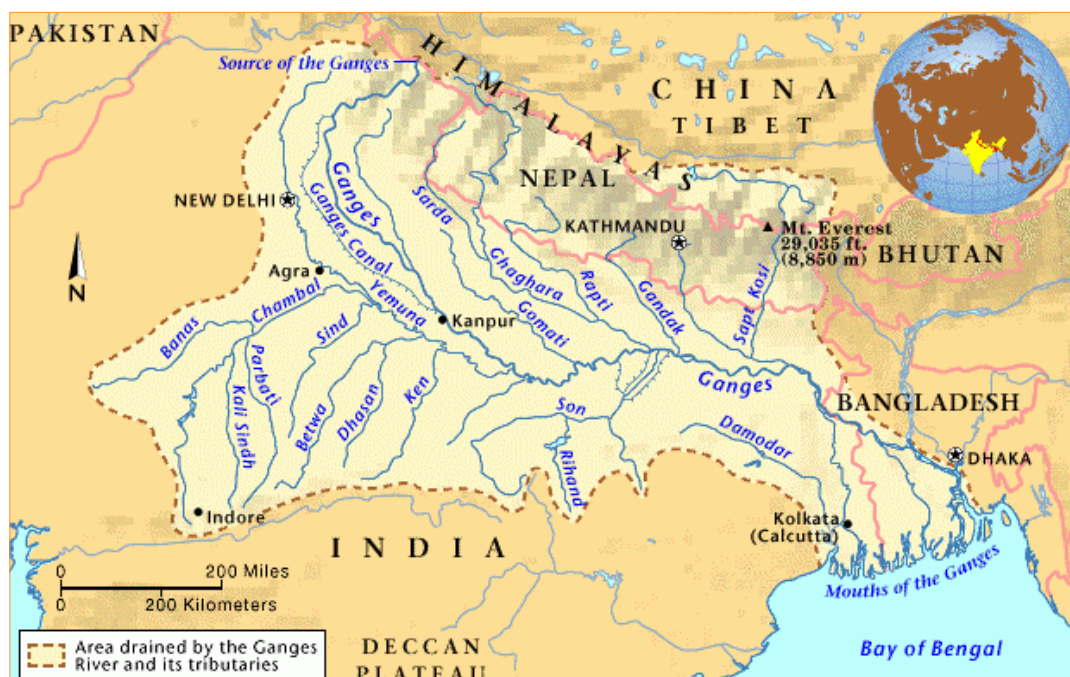 PAKISTAN
Source of the Ganges
HIMALAYAS
CHINA
TIBET
NEPAL
NEW DELHI
Ganges
Ganges Canal
Sarda
KATHMANDU
Mt. Everest
29,035 ft.
(8,850 m)
BHUTAN
N
Agra
Yemuna
Chambal
Banas
Sind
Kanpur
Ghaghara
Gomati
Rapti
Gandak
Sapt Kosi
Parbati
Kali Sindh
Betwa
Dhasan
Ken
Ganges
Son
Rihand
Damodar
BANGLADESH
DHAKA
Indore
INDIA
Kolkata
(Calcutta)
Mouths of the Ganges
0 200 Miles
0 200 Kilometers
Area drained by the Ganges
River and its tributaries
DECCAN
PLATEAU
Bay of Bengal